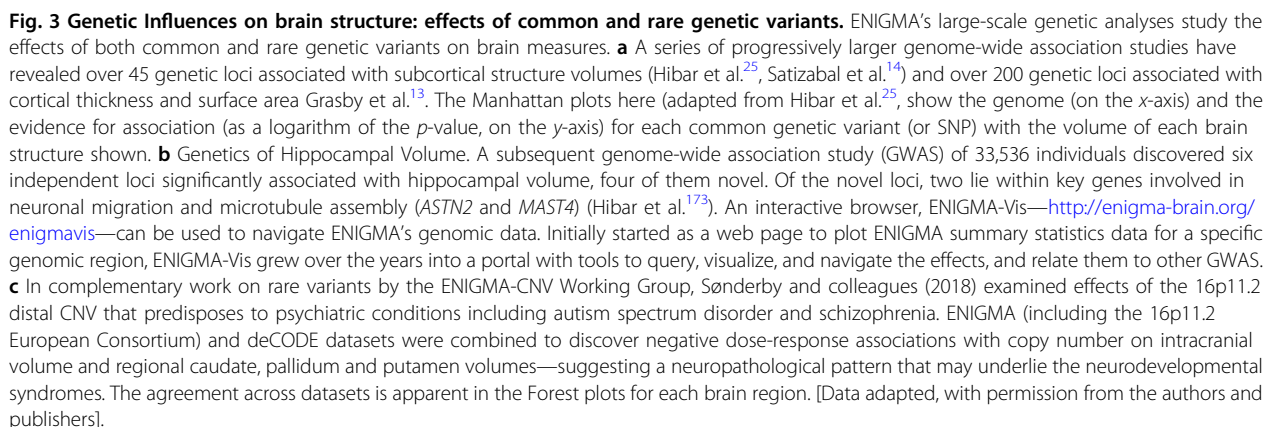 Fig. 3 Genetic Influences on brain structure: effects of common and rare genetic variants. ENIGMA's large-scale genetic analyses study the
effects of both common and rare genetic variants on brain measures. a A series of progressively larger genome-wide association studies have
revealed over 45 genetic loci associated with subcortical structure volumes (Hibar et al.25, Satizabal et al.14) and over 200 genetic loci associated with
cortical thickness and surface area Grasby et al.13. The Manhattan plots here (adapted from Hibar et al.25, show the genome (on the x-axis) and the
evidence for association (as a logarithm of the p-value, on the y-axis) for each common genetic variant (or SNP) with the volume of each brain
structure shown. b Genetics of Hippocampal Volume. A subsequent genome-wide association study (GWAS) of 33,536 individuals discovered six
independent loci significantly associated with hippocampal volume, four of them novel. Of the novel loci, two lie within key genes involved in
neuronal migration and microtubule assembly (ASTN2 and MAST4) (Hibar et al.173). An interactive browser, ENIGMA-Vis—http://enigma-brain.org/
enigmavis—can be used to navigate ENIGMA's genomic data. Initially started as a web page to plot ENIGMA summary statistics data for a specific
genomic region, ENIGMA-Vis grew over the years into a portal with tools to query, visualize, and navigate the effects, and relate them to other GWAS.
c In complementary work on rare variants by the ENIGMA-CNV Working Group, Sønderby and colleagues (2018) examined effects of the 16p11.2
distal CNV that predisposes to psychiatric conditions including autism spectrum disorder and schizophrenia. ENIGMA (including the 16p11.2
European Consortium) and deCODE datasets were combined to discover negative dose-response associations with copy number on intracranial
volume and regional caudate, pallidum and putamen volumes—suggesting a neuropathological pattern that may underlie the neurodevelopmental
syndromes. The agreement across datasets is apparent in the Forest plots for each brain region. [Data adapted, with permission from the authors and
publishers].